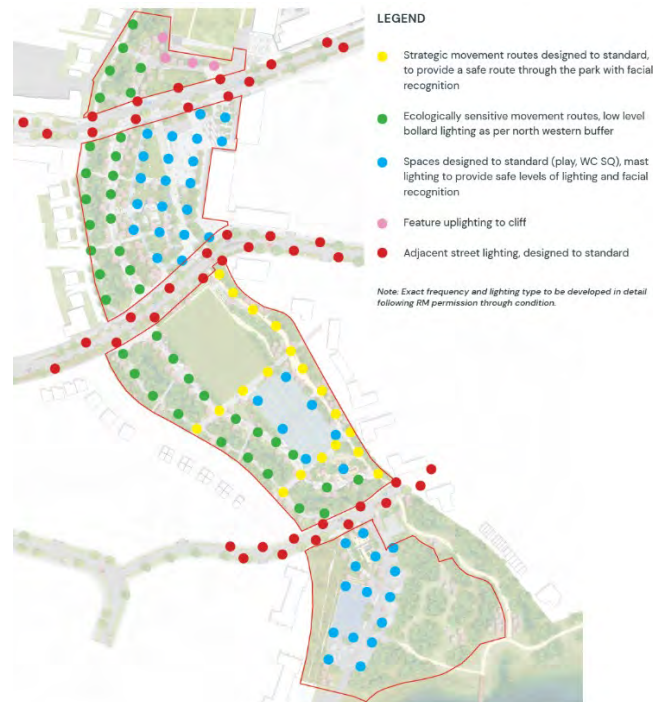 LEGEND
Strategic movement routes designed to standard,
to provide a safe route through the park with facial
recognition
Ecologically sensitive movement routes, low level
bollard lighting as per north western buffer
Spaces designed to standard (play, WC SQ), mast
lighting to provide safe levels of lighting and facial
recognition
Feature uplighting to cliff
Adjacent street lighting, designed to standard
Note: Exact frequency and lighting type to be developed in detail
following RM permission through condition.